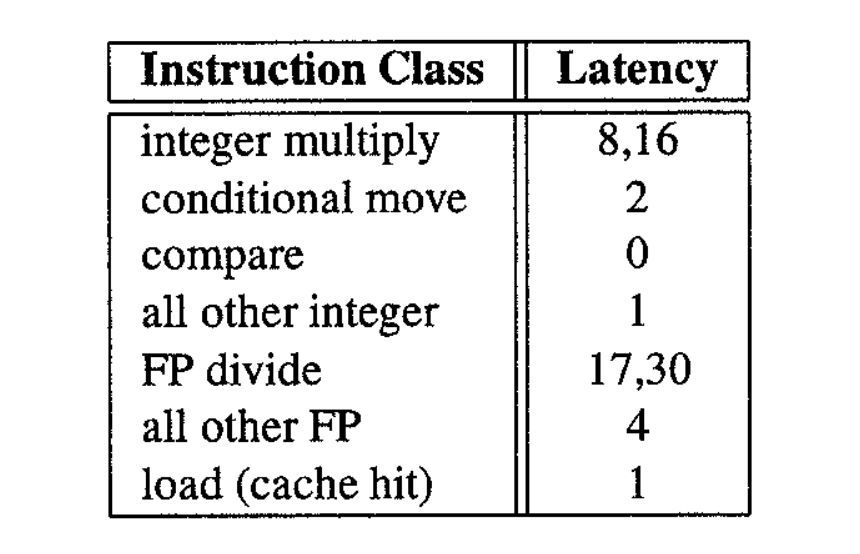 Instruction Class Latency
integer multiply 8,16
conditional move 2
compare 0
all other integer 1
FP divide 17,30
all other FP 4
load (cache hit) 1